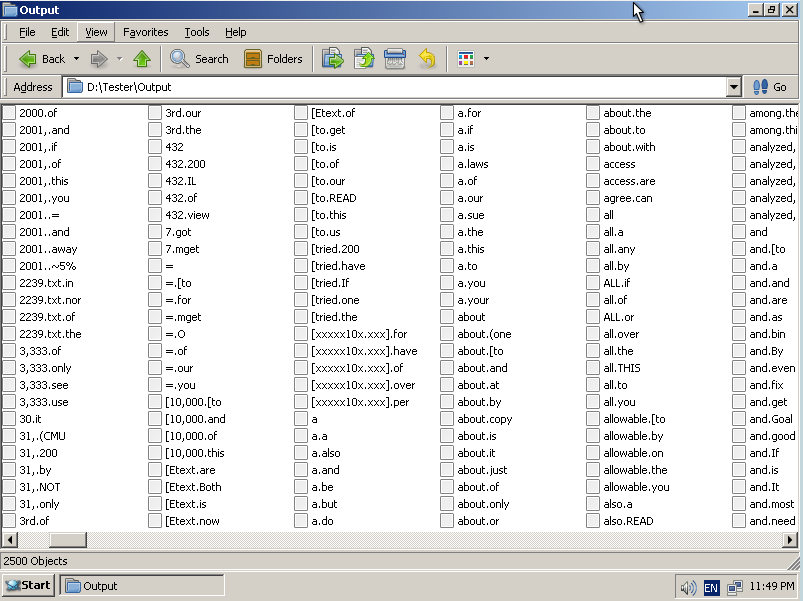 Output
File Edit View Favorites Tools Help
Back Search Folders
Address D:\Tester\Output Go
2000.of
2001,.and
2001,.if
2001,.of
2001,.this
2001,.you
2001..=
2001..and
2001..away
2001..~5%
2239.txt.in
2239.txt.nor
2239.txt.of
2239.txt.the
3,333.of
3,333.only
3,333.see
3,333.use
30.it
31,.(CMU
31,.200
31,.by
31,.NOT
31,.only
3rd.of
3rd.our
3rd.the
432
432.200
432.IL
432.of
432.view
7.got
7.mget
=
=.[to
=.for
=.mget
=.O
=.of
=.our
=.you
[10,000.[to
[10,000.and
[10,000.of
[10,000.this
[Etext.are
[Etext.Both
[Etext.is
[Etext.now
[Etext.of
[to.get
[to.is
[to.of
[to.our
[to.READ
[to.this
[to.us
[tried.200
[tried.have
[tried.If
[tried.one
[tried.the
[xxxxx10x.xxx].for
[xxxxx10x.xxx].have
[xxxxx10x.xxx].of
[xxxxx10x.xxx].over
[xxxxx10x.xxx].per
a
a.a
a.also
a.and
a.be
a.but
a.do
a.for
a.if
a.is
a.laws
a.of
a.our
a.sue
a.the
a.this
a.to
a.you
a.your
about
about.(one
about.[to
about.and
about.at
about.by
about.copy
about.is
about.it
about.just
about.of
about.only
about.or
about.the
about.to
about.with
access
access.are
agree.can
all
all.a
all.any
all.by
ALL.if
all.of
ALL.or
all.over
all.the
all.THIS
all.to
all.you
allowable.[to
allowable.by
allowable.on
allowable.the
allowable.you
also.a
also.READ
among.the
among.thi
analyzed,
analyzed,
analyzed,
analyzed,
analyzed,
and
and.[to
and.a
and.and
and.are
and.as
and.bin
and.By
and.even
and.fix
and.get
and.Goal
and.good
and.If
and.is
and.It
and.most
and.need
2500 Objects
Start Output EN 11:49 PM